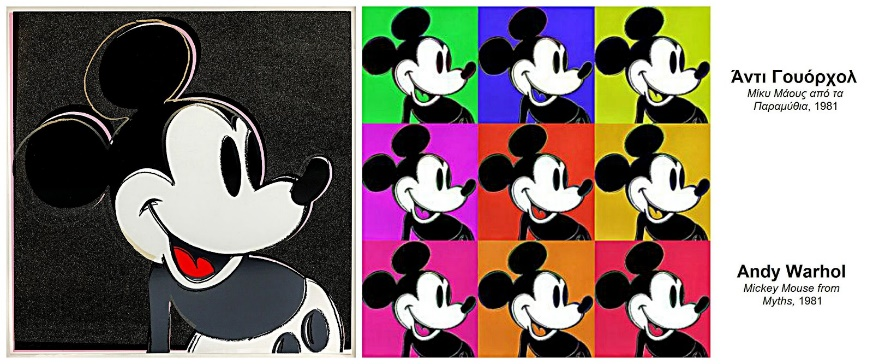 Άντι Γουόρχολ
Μίκυ Μάους από τα
Παραμύθια, 1981
Andy Warhol
Mickey Mouse from
Myths, 1981